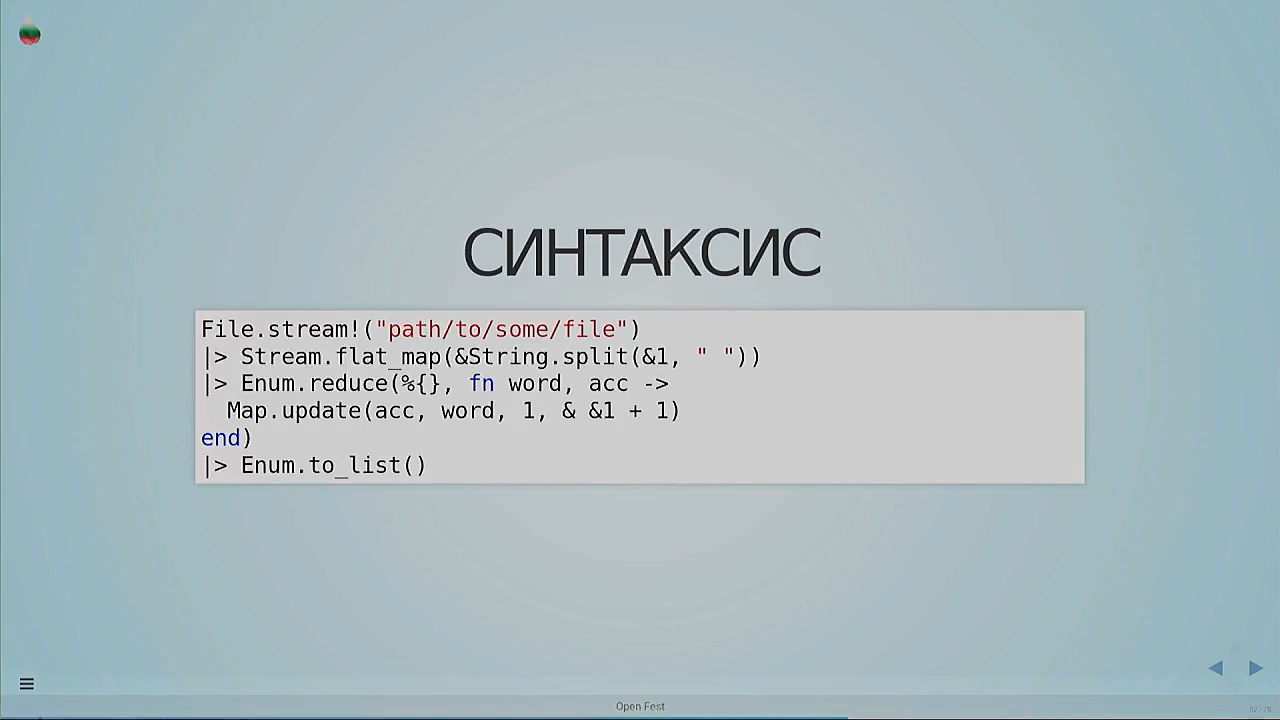 СИНТАКСИС
File.stream!("path/to/some/file")
|> Stream.flat_map(&String.split(&1, " "))
|> Enum.reduce(%{}, fn word, acc ->
  Map.update(acc, word, 1, & &1 + 1)
end)
|> Enum.to_list()
Open Fest